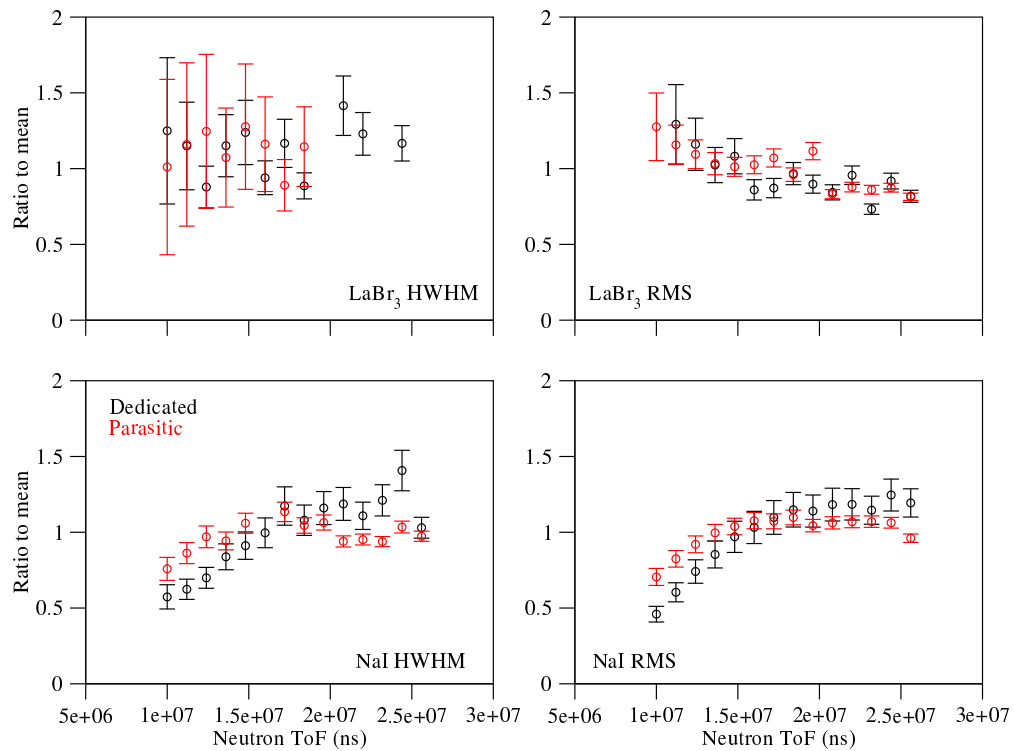 2
2
1.5
1.5
Ratio to mean
1
1
0.5
0.5
LaBr3 HWHM
LaBr3 RMS
0
0
2
2
Dedicated
Parasitic
1.5
1.5
Ratio to mean
1
1
0.5
0.5
NaI HWHM
NaI RMS
0
0
5e+06 1e+07 1.5e+07 2e+07 2.5e+07 3e+07
5e+06 1e+07 1.5e+07 2e+07 2.5e+07 3e+07
Neutron ToF (ns)
Neutron ToF (ns)